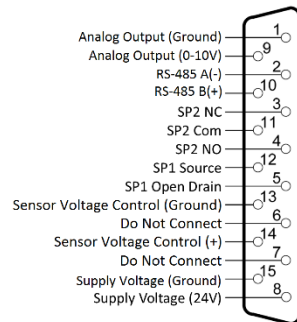 Analog Output (Ground) 1
Analog Output (0-10V) 9
RS-485 A(-) 2
RS-485 B(+) 10
SP2 NC 3
SP2 Com 11
SP2 NO 4
SP1 Source 12
SP1 Open Drain 5
Sensor Voltage Control (Ground) 13
Do Not Connect 6
Sensor Voltage Control (+) 14
Do Not Connect 7
Supply Voltage (Ground) 15
Supply Voltage (24V) 8